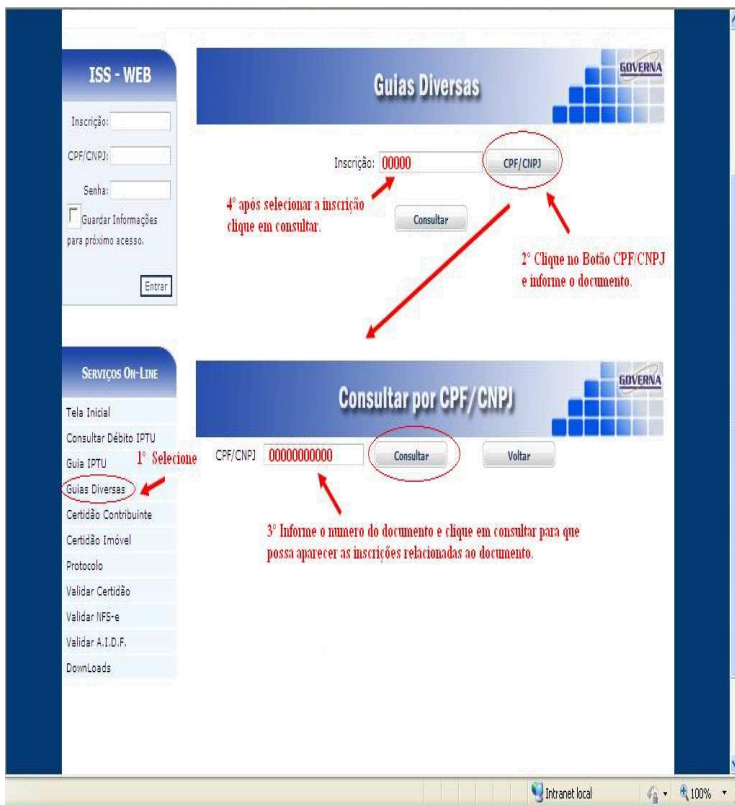 ISS - WEB
Inscrição:
CPF/CNPJ:
Senha:
Guardar Informações
para próximo acesso.
Entrar
Guias Diversas
GOVERNA
Inscrição: 00000 CPF/CNPJ
4º após selecionar a inscrição
clique em consultar.
Consultar
2º Clique no Botão CPF/CNPJ
e informe o documento.
Serviços On-Line
Tela Inicial
Consultar Débito IPTU
Guia IPTU
1º Selecione
Guias Diversas
Certidão Contribuinte
Certidão Imóvel
Protocolo
Validar Certidão
Validar NFS-e
Validar A.I.D.F.
DownLoads
Consultar por CPF/CNPJ
GOVERNA
CPF/CNPJ 00000000000 Consultar Voltar
3º Informe o numero do documento e clique em consultar para que
possa aparecer as inscrições relacionadas ao documento.
Intranet local 100%